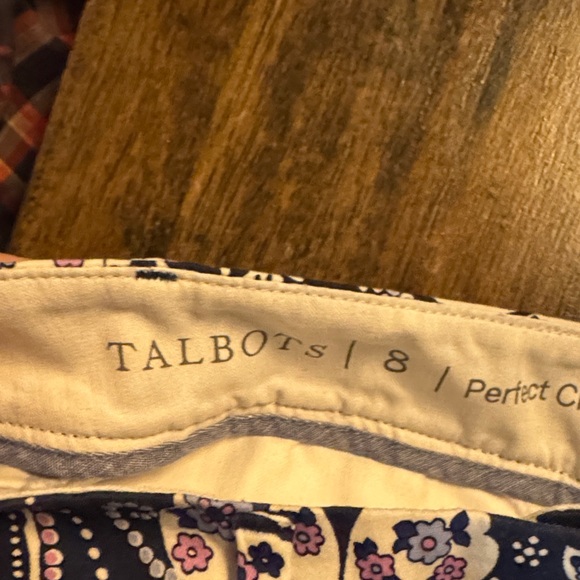 TALBOTS | 8 | Perfect